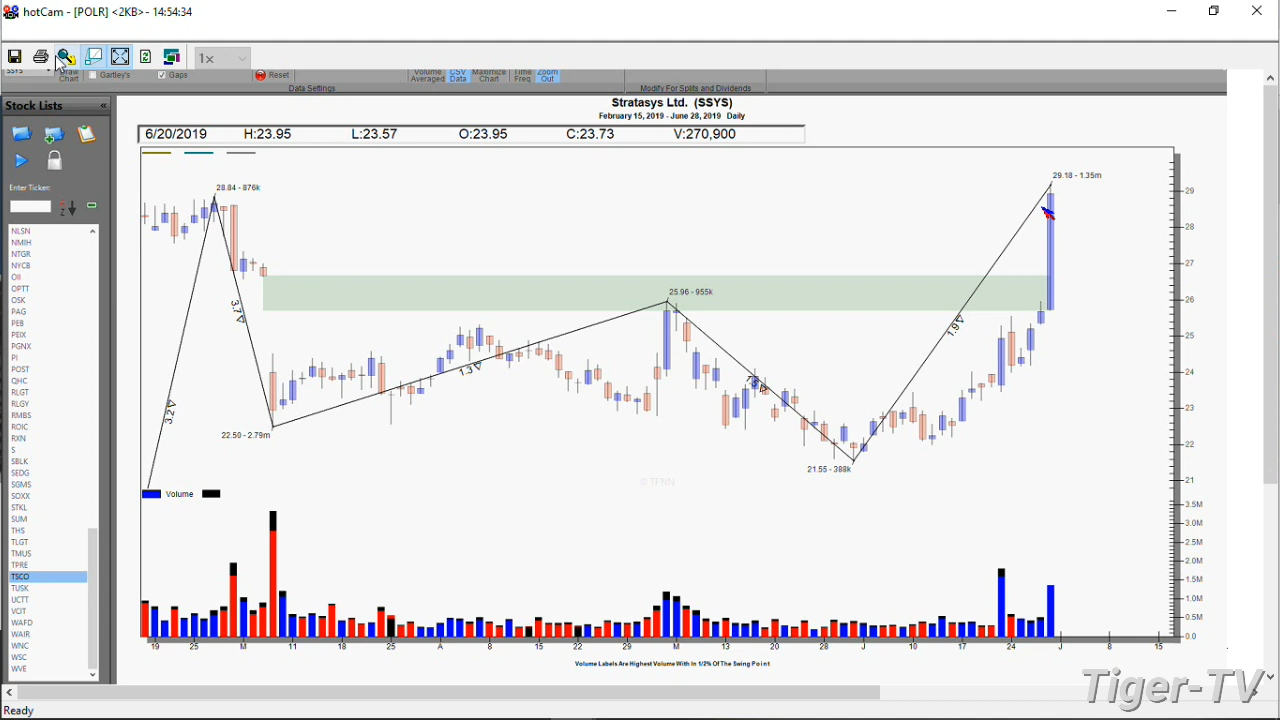 hotCam - [POLR] <2KB> - 14:54:34
1x
SSYS
Draw
Chart
Gartley's
Gaps
Reset
Volume
Averaged
CSV
Data
Maximize
Chart
Time
Freq
Zoom
Out
Data Settings
Modify For Splits and Dividends
Stock Lists
Stratasys Ltd. (SSYS)
February 15, 2019 - June 28, 2019 Daily
6/20/2019 H:23.95 L:23.57 O:23.95 C:23.73 V:270,900
Enter Ticker:
NLSN
NMIH
NTGR
NYCB
OII
OPTT
OSK
PAG
PEB
PEIX
PGNX
PI
POST
QHC
RLGT
RLGY
RMBS
ROIC
RXN
S
SBLK
SEDG
SGMS
SOXX
STKL
SUM
THS
TLGT
TMUS
TPRE
TSCO
TUSK
UCTT
VCIT
WAFD
WAIR
WNC
WSC
WVE
28.84 - 876k
29.18 - 1.35m
25.96 - 955k
22.50 - 2.79m
21.55 - 388k
3.2
3.7
1.3
1.9
29
28
27
26
25
24
23
22
21
© TFNN
Volume
3.5M
3.0M
2.5M
2.0M
1.5M
1.0M
0.5M
0.0
19 25 M 11 18 25 A 8 15 22 29 M 13 20 28 J 10 17 24 J 8 15
Volume Labels Are Highest Volume With In 1/2% Of The Swing Point
Tiger-TV
Ready